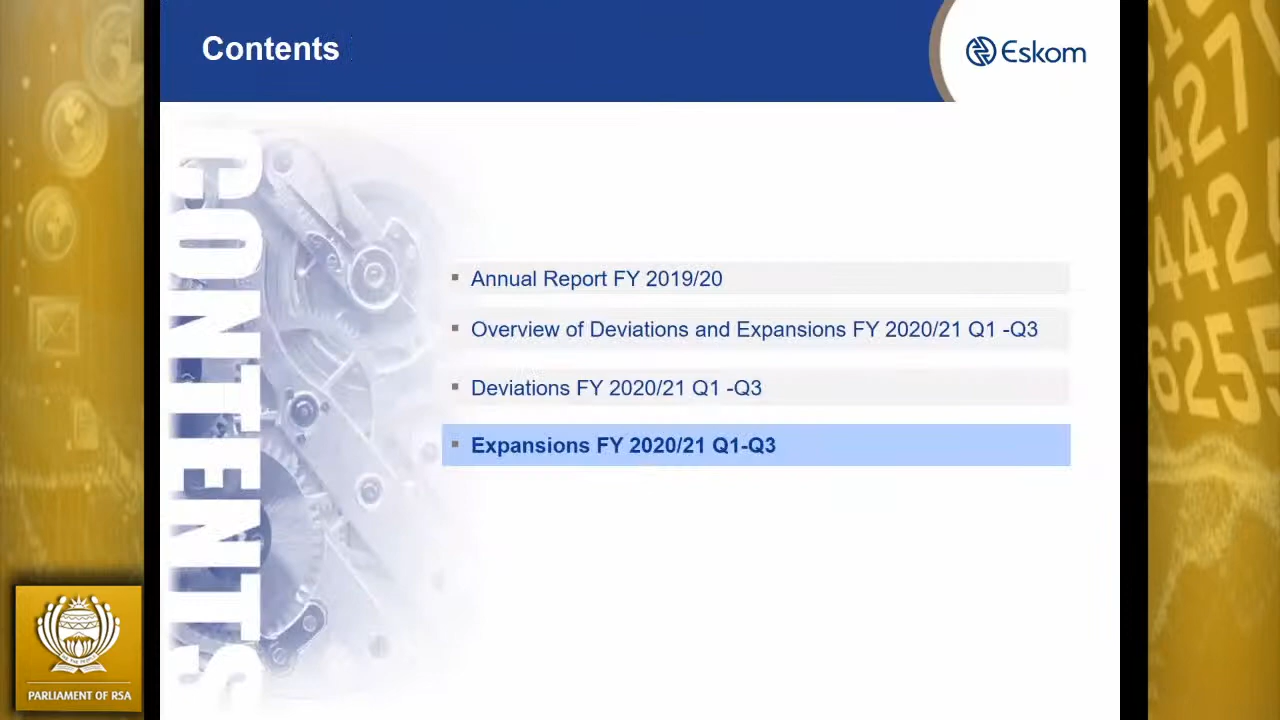 Contents
Eskom
CONTENTS
Annual Report FY 2019/20
Overview of Deviations and Expansions FY 2020/21 Q1 -Q3
Deviations FY 2020/21 Q1 -Q3
Expansions FY 2020/21 Q1-Q3
PARLIAMENT OF RSA